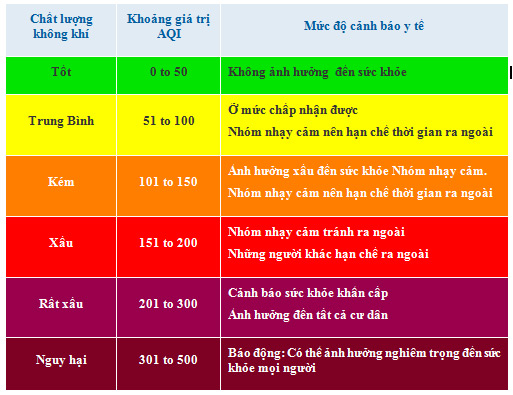 Chất lượng không khí
Khoảng giá trị AQI
Mức độ cảnh báo y tế
Tốt
0 to 50
Không ảnh hưởng đến sức khỏe
Trung Bình
51 to 100
Ở mức chấp nhận được
Nhóm nhạy cảm nên hạn chế thời gian ra ngoài
Kém
101 to 150
Ảnh hưởng xấu đến sức khỏe Nhóm nhạy cảm.
Nhóm nhạy cảm nên hạn chế thời gian ra ngoài
Xấu
151 to 200
Nhóm nhạy cảm tránh ra ngoài
Những người khác hạn chế ra ngoài
Rất xấu
201 to 300
Cảnh báo sức khỏe khẩn cấp
Ảnh hưởng đến tất cả cư dân
Nguy hại
301 to 500
Báo động: Có thể ảnh hưởng nghiêm trọng đến sức
khỏe mọi người